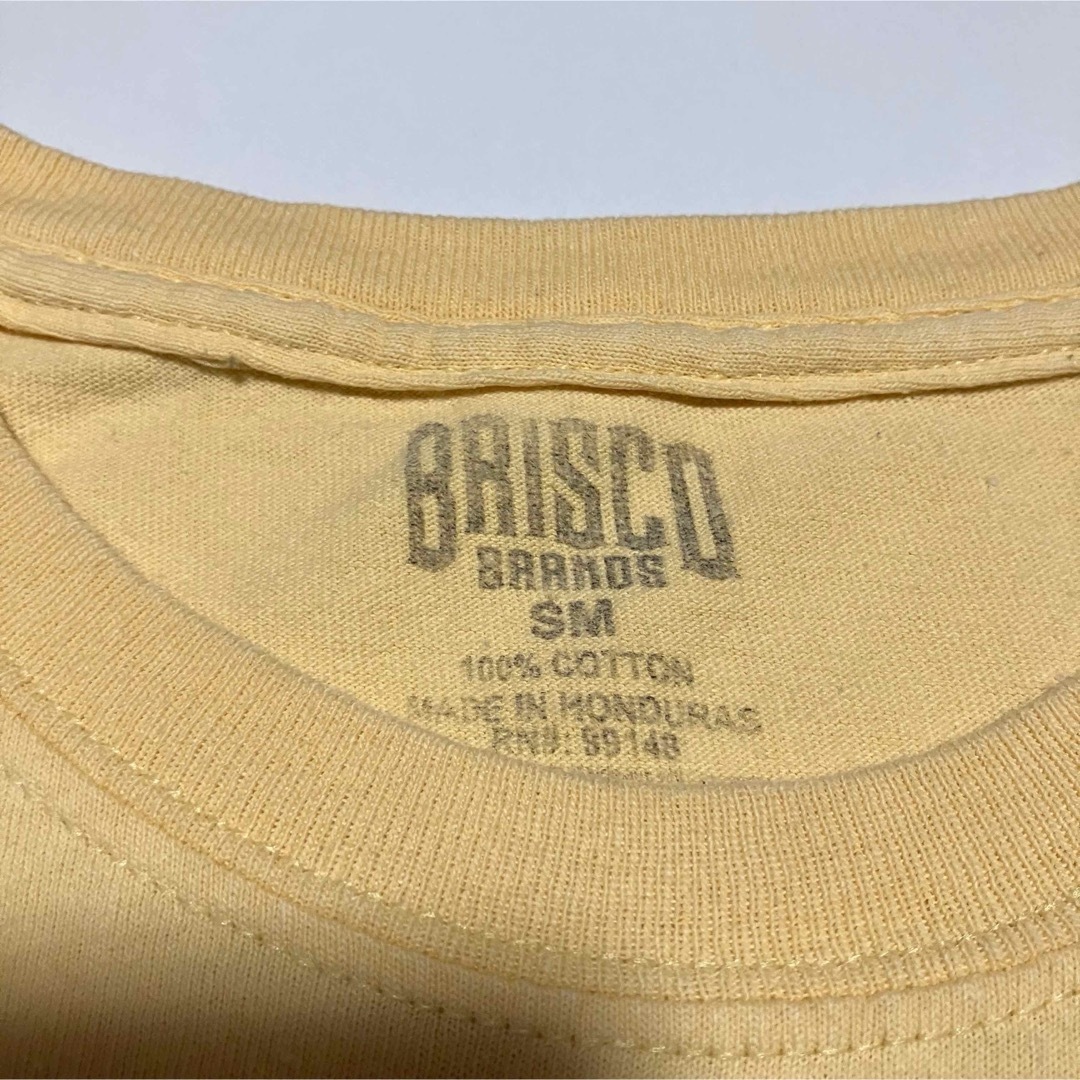 BRISCO
BRANDS
SM
100% COTTON
MADE IN HONDURAS
RN#: 99148